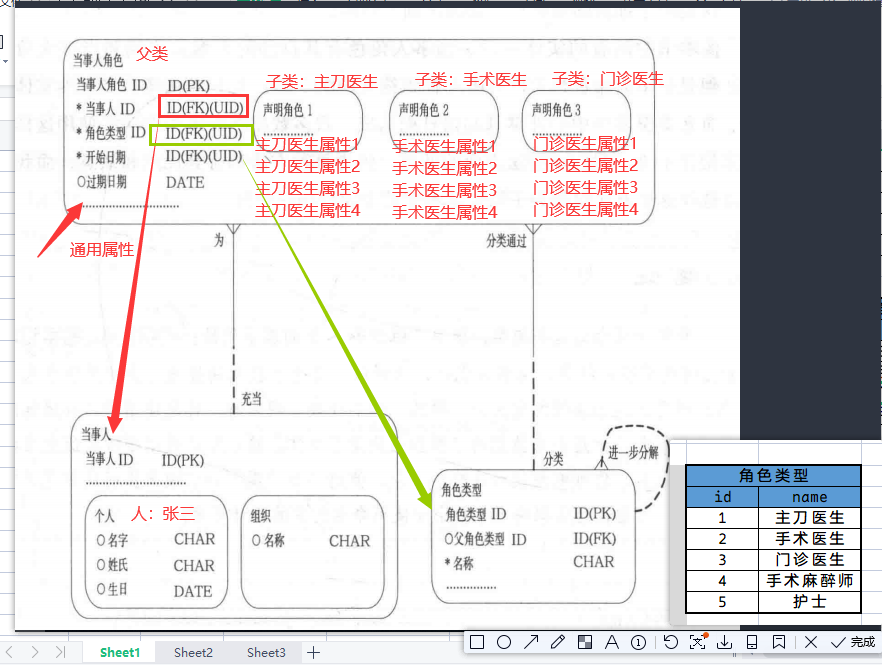 当事人角色 父类
当事人角色 ID ID(PK)
* 当事人 ID ID(FK)(UID)
* 角色类型 ID ID(FK)(UID)
* 开始日期 ID(FK)(UID)
O过期日期 DATE
通用属性
子类：主刀医生
声明角色 1
主刀医生属性1
主刀医生属性2
主刀医生属性3
主刀医生属性4
子类：手术医生
声明角色 2
手术医生属性1
手术医生属性2
手术医生属性3
手术医生属性4
子类：门诊医生
声明角色 3
门诊医生属性1
门诊医生属性2
门诊医生属性3
门诊医生属性4
为
分类通过
充当
分类
进一步分解
当事人
当事人 ID ID(PK)
个人 人：张三
O 名字 CHAR
O 姓氏 CHAR
O 生日 DATE
组织
O 名称 CHAR
角色类型
角色类型 ID ID(PK)
O父角色类型 ID ID(FK)
* 名称 CHAR
角色类型
id name
1 主刀医生
2 手术医生
3 门诊医生
4 手术麻醉师
5 护士
Sheet1 Sheet2 Sheet3
完成